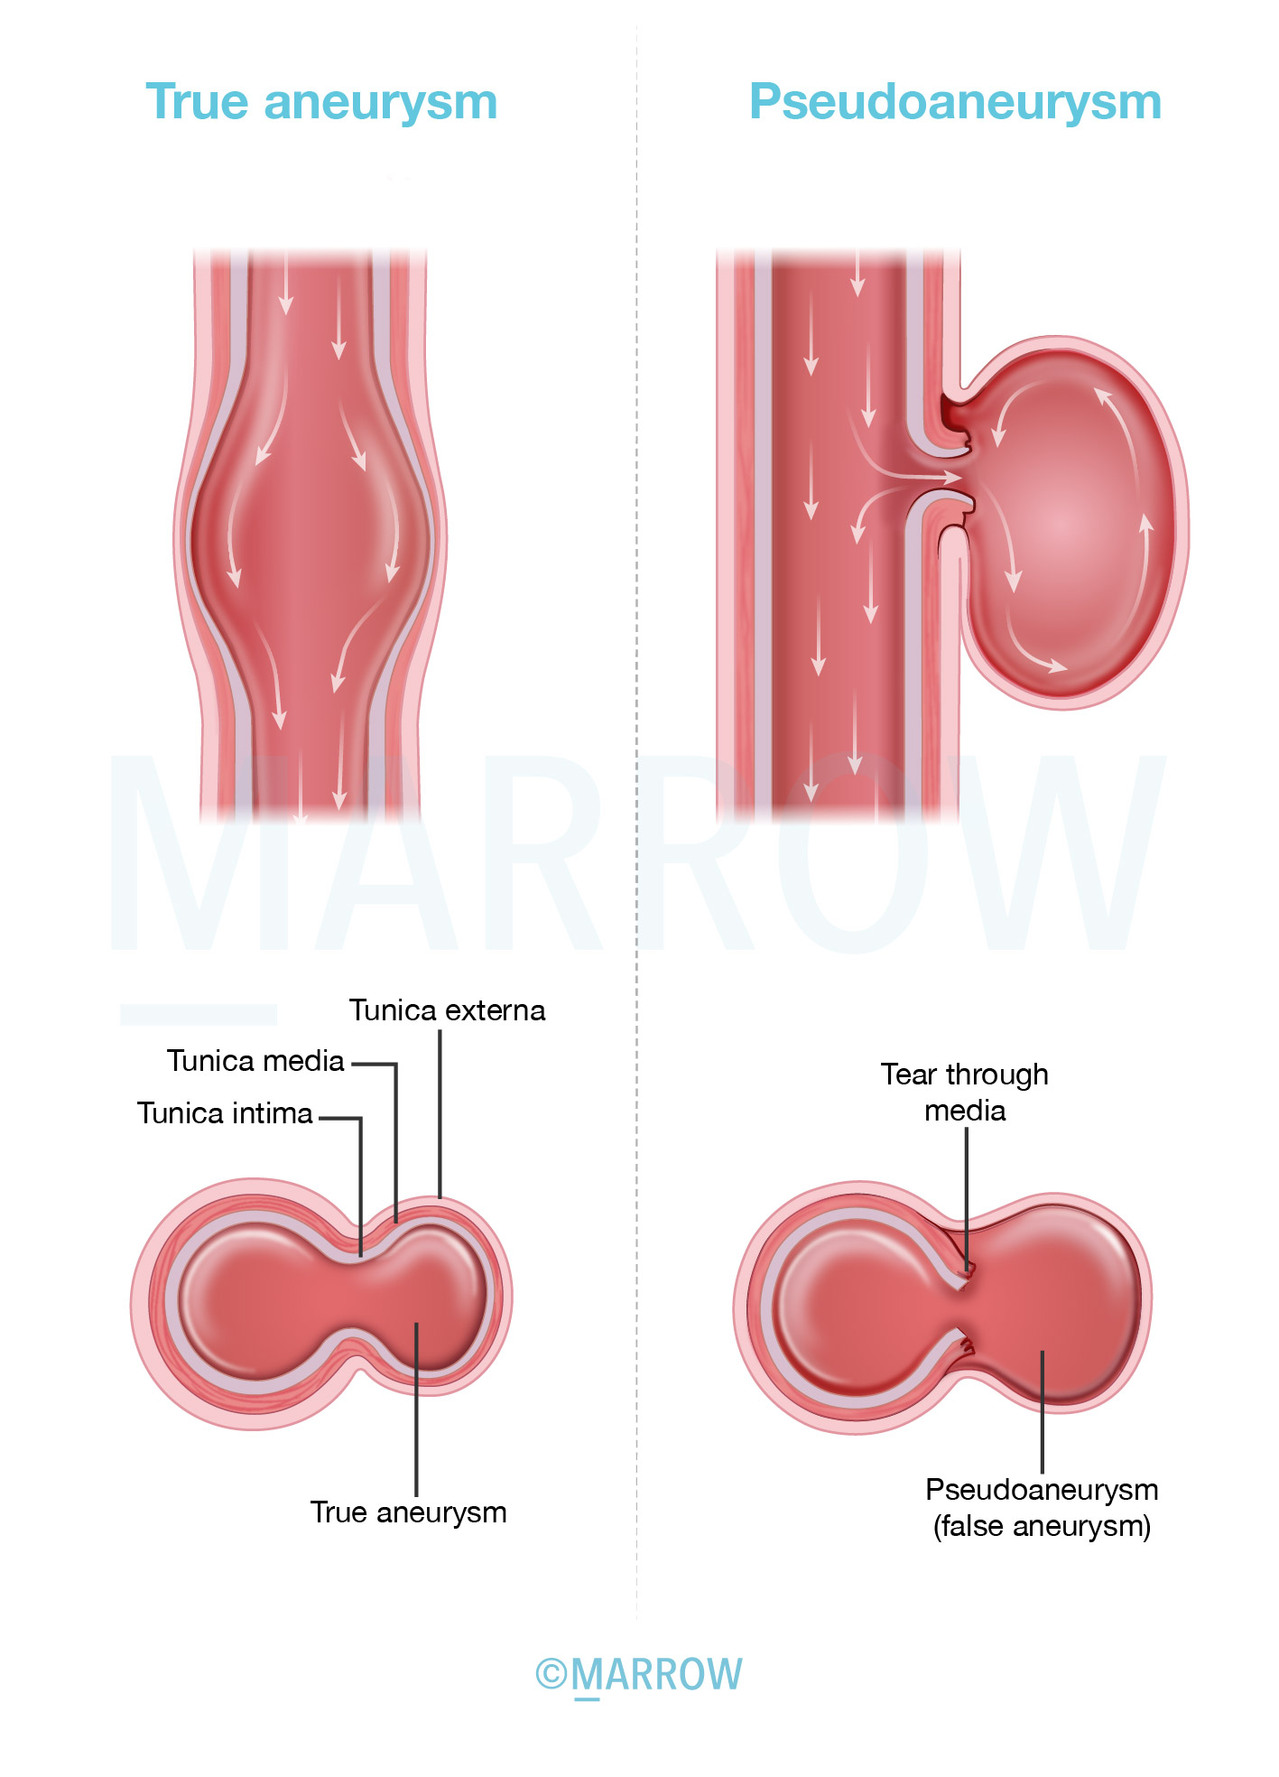 True aneurysm
Pseudoaneurysm
MARROW
Tunica externa
Tunica media
Tunica intima
True aneurysm
Tear through
media
Pseudoaneurysm
(false aneurysm)
©MARROW